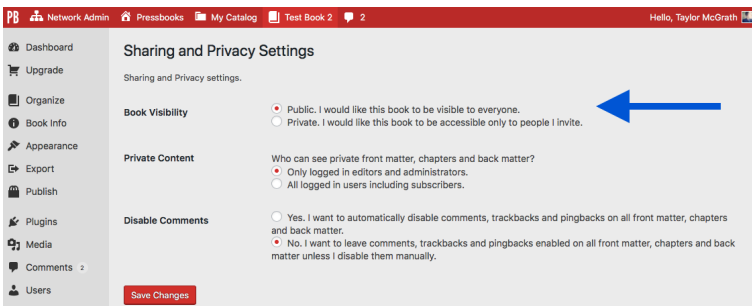 PB Network Admin Pressbooks My Catalog Test Book 2 2 Hello, Taylor McGrath
Dashboard
Upgrade
Organize
Book Info
Appearance
Export
Publish
Plugins
Media
Comments 2
Users
Sharing and Privacy Settings
Sharing and Privacy settings.
Book Visibility
Public. I would like this book to be visible to everyone.
Private. I would like this book to be accessible only to people I invite.
Private Content
Who can see private front matter, chapters and back matter?
Only logged in editors and administrators.
All logged in users including subscribers.
Disable Comments
Yes. I want to automatically disable comments, trackbacks and pingbacks on all front matter, chapters
and back matter.
No. I want to leave comments, trackbacks and pingbacks enabled on all front matter, chapters and back
matter unless I disable them manually.
Save Changes